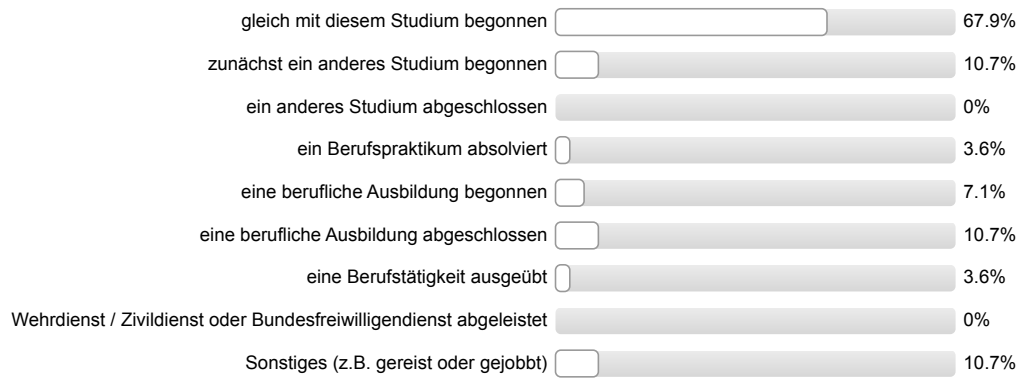 gleich mit diesem Studium begonnen 67.9%
zunächst ein anderes Studium begonnen 10.7%
ein anderes Studium abgeschlossen 0%
ein Berufspraktikum absolviert 3.6%
eine berufliche Ausbildung begonnen 7.1%
eine berufliche Ausbildung abgeschlossen 10.7%
eine Berufstätigkeit ausgeübt 3.6%
Wehrdienst / Zivildienst oder Bundesfreiwilligendienst abgeleistet 0%
Sonstiges (z.B. gereist oder gejobbt) 10.7%